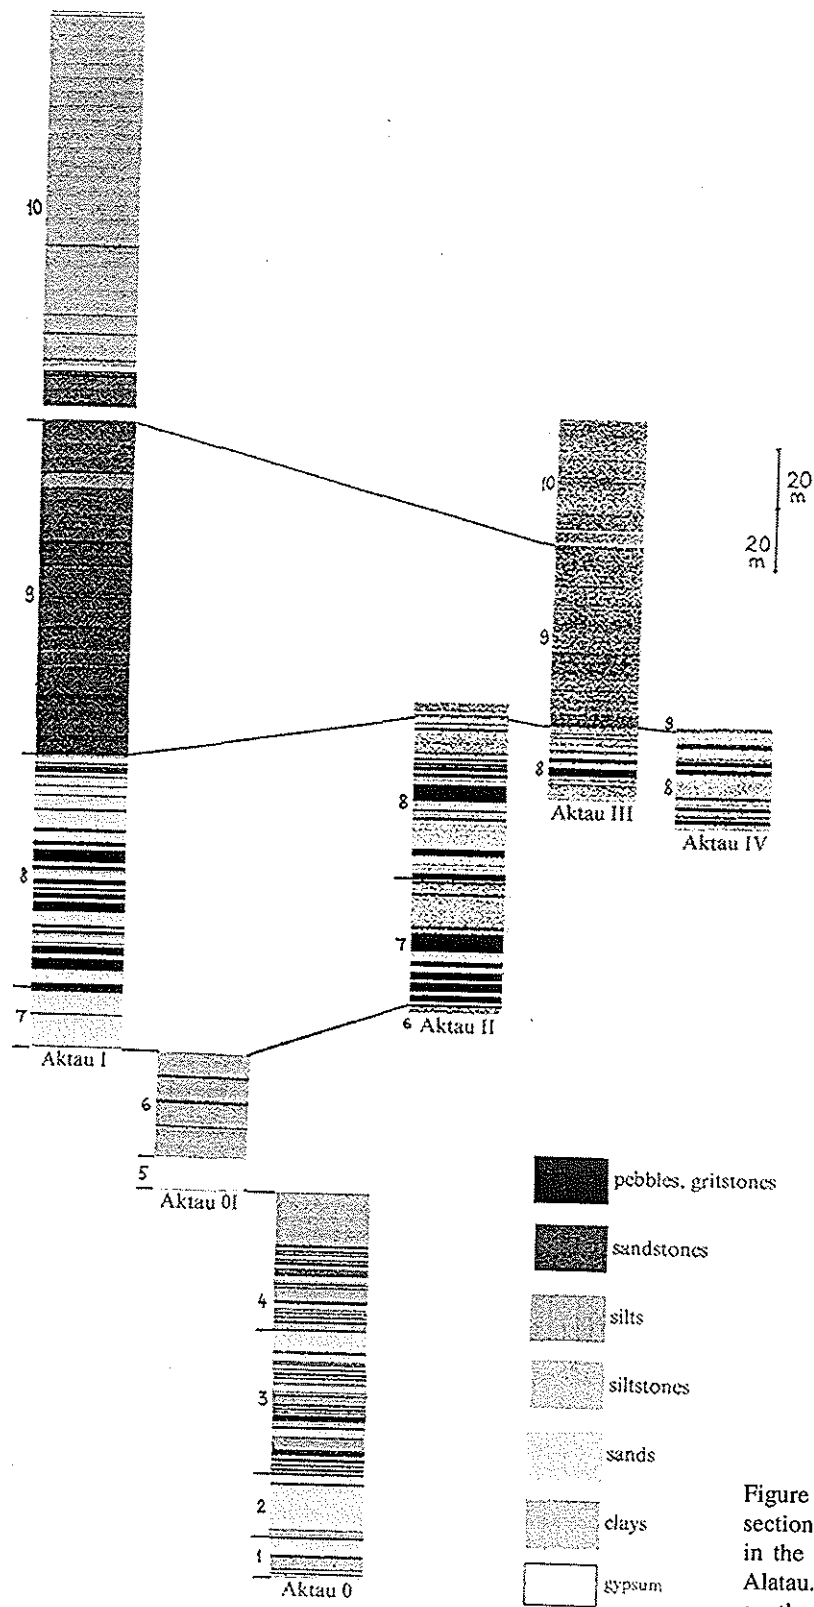 10
9
8
7
Aktau I
6
5
Aktau 0I
4
3
2
1
Aktau 0
8
7
6 Aktau II
10
9
8
Aktau III
9
8
Aktau IV
20
m
20
m
pebbles, gritstones
sandstones
silts
siltstones
sands
clays
gypsum
Figure
section
in the
Alatau.